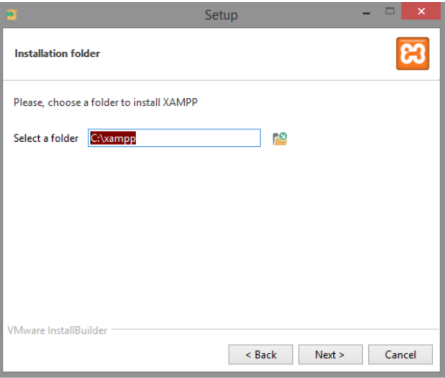 Setup
Installation folder
Please, choose a folder to install XAMPP
Select a folder C:\xampp
VMware InstallBuilder
< Back Next > Cancel